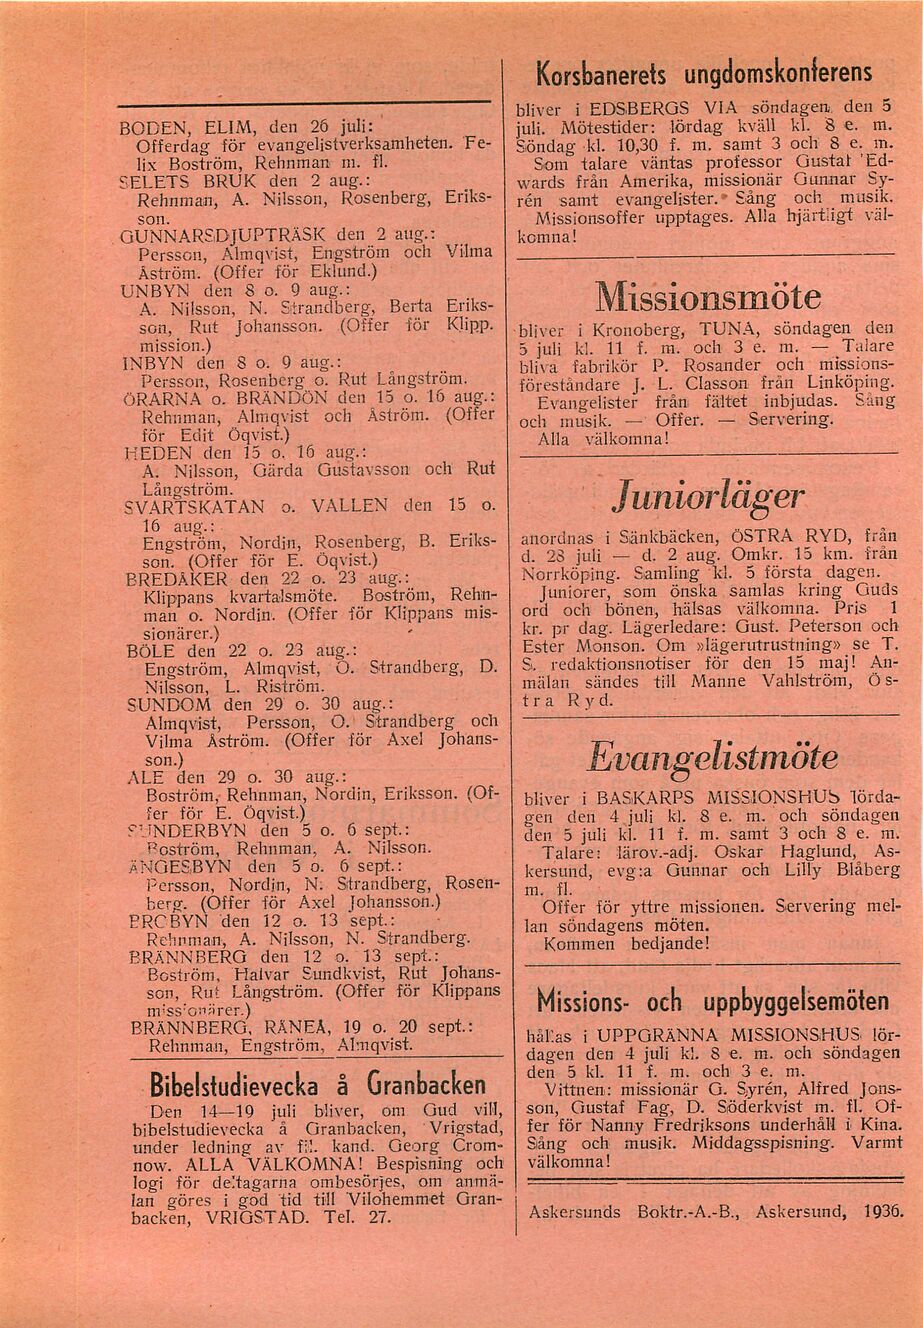 BODEN, ELIM, den 26 juli:
Offerdag för evangelistverksamheten. Fe-
lix Boström, Rehnman m. fl.
SELETS BRUK den 2 aug.:
Rehnman, A. Nilsson, Rosenberg, Eriks-
son.
GUNNARSDJUPTRÄSK den 2 aug.:
Persson, Almqvist, Engström och Vilma
Åström. (Offer för Eklund.)
UNBYN den 8 o. 9 aug.:
A. Nilsson, N. Strandberg, Berta Eriks-
son, Rut Johansson. (Offer för Klipp.
mission.)
INBYN den 8 o. 9 aug.:
Persson, Rosenberg o. Rut Långström.
ÖRARNA o. BRÄNDÖN den 15 o. 16 aug.:
Rehnman, Almqvist och Åström. (Offer
för Edit Öqvist.)
HEDEN den 15 o. 16 aug.:
A. Nilsson, Gärda Gustavsson och Rut
Långström.
SVARTSKATAN o. VALLEN den 15 o.
16 aug.:
Engström, Nordin, Rosenberg, B. Eriks-
son. (Offer för E. Öqvist.)
BREDÅKER den 22 o. 23 aug.:
Klippans kvartalsmöte. Boström, Rehn-
man o. Nordin. (Offer för Klippans mis-
sionärer.)
BÖLE den 22 o. 23 aug.:
Engström, Almqvist, O. Strandberg, D.
Nilsson, L. Riström.
SUNDOM den 29 o. 30 aug.:
Almqvist, Persson, O. Strandberg och
Vilma Åström. (Offer för Axel Johans-
son.)
ALE den 29 o. 30 aug.:
Boström, Rehnman, Nordin, Eriksson. (Of-
fer för E. Öqvist.)
SUNDERBYN den 5 o. 6 sept.:
Boström, Rehnman, A. Nilsson.
ÄNGESBYN den 5 o. 6 sept.:
Persson, Nordin, N. Strandberg, Rosen-
berg. (Offer för Axel Johansson.)
PROBYN den 12 o. 13 sept.:
Rehnman, A. Nilsson, N. Strandberg.
BRÄNNBERG den 12 o. 13 sept.:
Boström, Halvar Sundkvist, Rut Johans-
son, Rut Långström. (Offer för Klippans
missionärer.)
BRÄNNBERG, RÅNEÅ, 19 o. 20 sept.:
Rehnman, Engström, Almqvist.
Bibelstudievecka å Granbacken
Den 14—19 juli bliver, om Gud vill,
bibelstudievecka å Granbacken, Vrigstad,
under ledning av fil. kand. Georg Crom-
now. ALLA VÄLKOMNA! Bespisning och
logi för deltagarna ombesörjes, om anmä-
lan göres i god tid till Vilohemmet Gran-
backen, VRIGSTAD. Tel. 27.
Korsbanerets ungdomskonferens
bliver i EDSBERGS VIA söndagen den 5
juli. Mötestider: lördag kväll kl. 8 e. m.
Söndag kl. 10,30 f. m. samt 3 och 8 e. m.
Som talare väntas professor Gustaf Ed-
wards från Amerika, missionär Gunnar Sy-
rén samt evangelister. Sång och musik.
Missionsoffer upptages. Alla hjärtligt väl-
komna!
Missionsmöte
bliver i Kronoberg, TUNA, söndagen den
5 juli kl. 11 f. m. och 3 e. m. — Talare
bliva fabrikör P. Rosander och missions-
föreståndare J. L. Classon från Linköping.
Evangelister från fältet inbjudas. Sång
och musik. — Offer. — Servering.
Alla välkomna!
Juniorläger
anordnas i Sänkbäcken, ÖSTRA RYD, från
d. 28 juli — d. 2 aug. Omkr. 15 km. från
Norrköping. Samling kl. 5 första dagen.
Juniorer, som önska samlas kring Guds
ord och bönen, hälsas välkomna. Pris 1
kr. pr dag. Lägerledare: Gust. Peterson och
Ester Monson. Om »lägerutrustning» se T.
S. redaktionsnotiser för den 15 maj! An-
mälan sändes till Manne Vahlström, Ös-
tra Ryd.
Evangelistmöte
bliver i BASKARPS MISSIONSHUS lörda-
gen den 4 juli kl. 8 e. m. och söndagen
den 5 juli kl. 11 f. m. samt 3 och 8 e. m.
Talare: lärov.-adj. Oskar Haglund, As-
kersund, evg:a Gunnar och Lilly Blåberg
m. fl.
Offer för yttre missionen. Servering mel-
lan söndagens möten.
Kommen bedjande!
Missions- och uppbyggelsemöten
hållas i UPPGRÄNNA MISSIONSHUS lör-
dagen den 4 juli kl. 8 e. m. och söndagen
den 5 kl. 11 f. m. och 3 e. m.
Vittnen: missionär G. Syrén, Alfred Jons-
son, Gustaf Fag, D. Söderkvist m. fl. Of-
fer för Nanny Fredriksons underhåll i Kina.
Sång och musik. Middagsspisning. Varmt
välkomna!
Askersunds Boktr.-A.-B., Askersund, 1936.